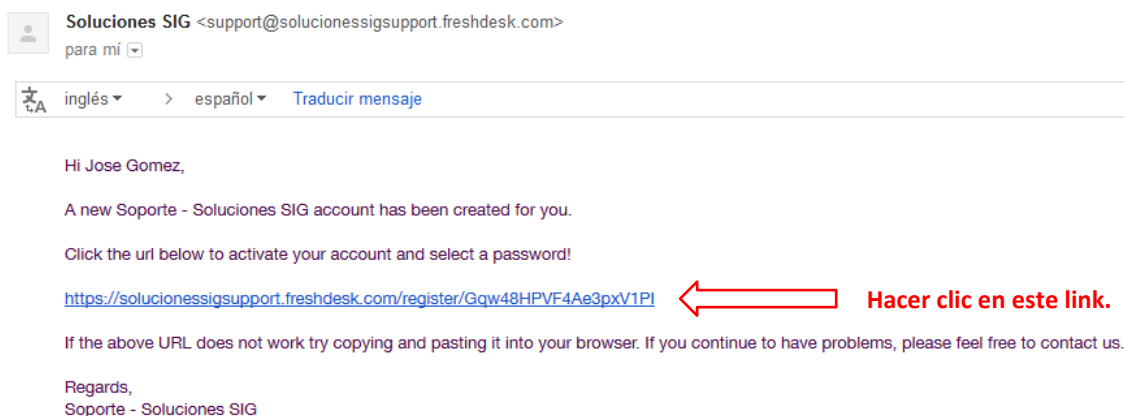 Soluciones SIG <support@solucionessigsupport.freshdesk.com>
para mí
inglés > español Traducir mensaje
Hi Jose Gomez,
A new Soporte - Soluciones SIG account has been created for you.
Click the url below to activate your account and select a password!
https://solucionessigsupport.freshdesk.com/register/Gqw48HPVF4Ae3pxV1PI Hacer clic en este link.
If the above URL does not work try copying and pasting it into your browser. If you continue to have problems, please feel free to contact us.
Regards,
Soporte - Soluciones SIG